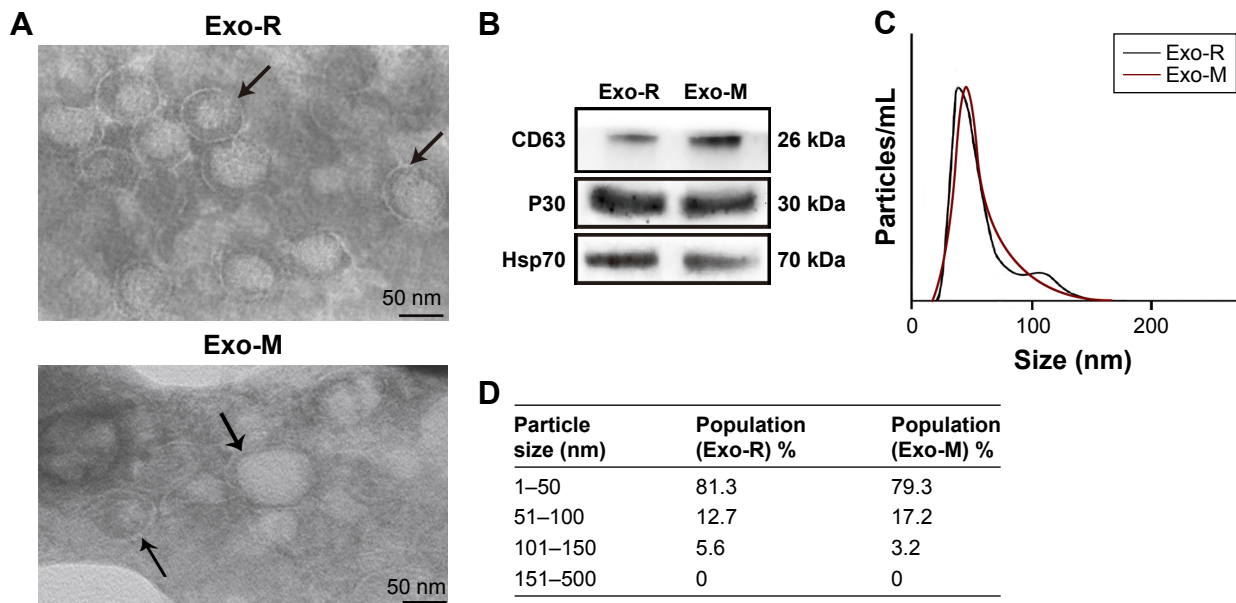 A
Exo-R
50 nm
Exo-M
50 nm
B
Exo-R Exo-M
CD63 26 kDa
P30 30 kDa
Hsp70 70 kDa
C
Particles/mL
Exo-R
Exo-M
0 100 200
Size (nm)
D
Particle size (nm) Population (Exo-R) % Population (Exo-M) %
1–50 81.3 79.3
51–100 12.7 17.2
101–150 5.6 3.2
151–500 0 0